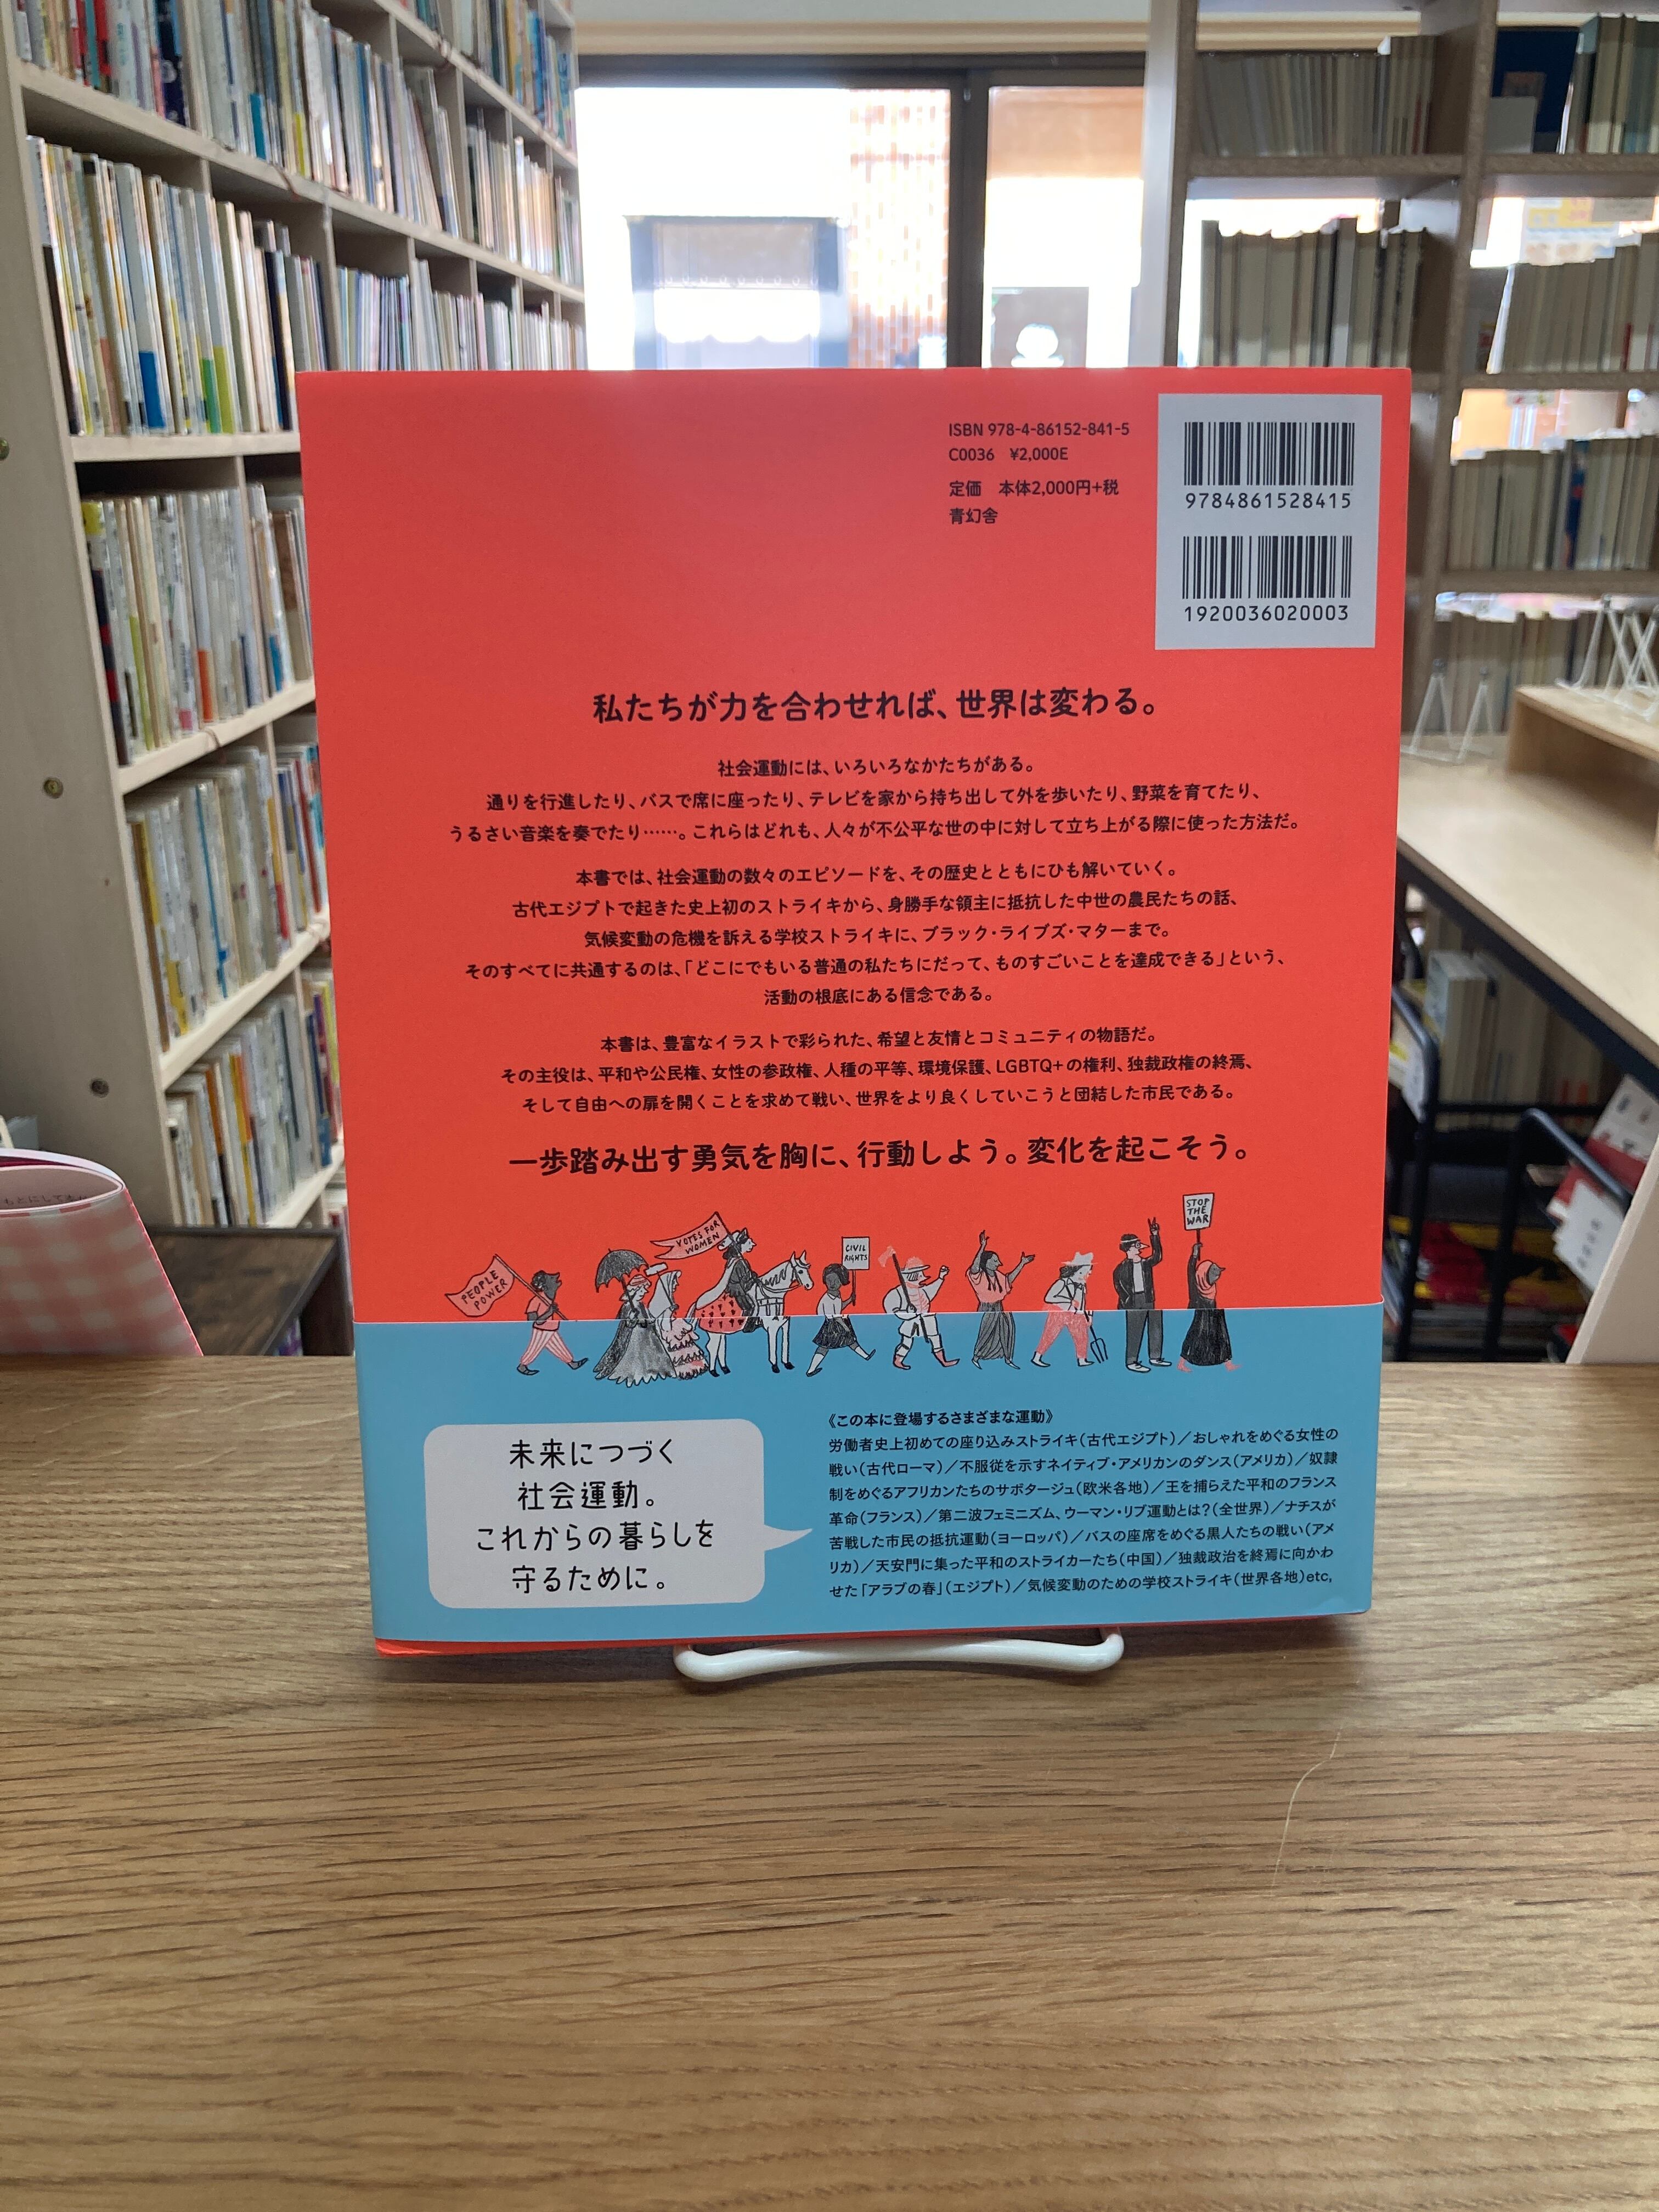 ISBN 978-4-86152-841-5
C0036 ¥2,000E
定価 本体2,000円+税
青幻舎
9784861528415
1920036020003
私たちが力を合わせれば、世界は変わる。
社会運動には、いろいろなかたちがある。
通りを行進したり、バスで席に座ったり、テレビを家から持ち出して外を歩いたり、野菜を育てたり、
うるさい音楽を奏でたり……。これらはどれも、人々が不公平な世の中に対して立ち上がる際に使った方法だ。
本書では、社会運動の数々のエピソードを、その歴史とともにひも解いていく。
古代エジプトで起きた史上初のストライキから、身勝手な領主に抵抗した中世の農民たちの話、
気候変動の危機を訴える学校ストライキに、ブラック・ライブズ・マターまで。
そのすべてに共通するのは、「どこにでもいる普通の私たちにだって、ものすごいことを達成できる」という、
活動の根底にある信念である。
本書は、豊富なイラストで彩られた、希望と友情とコミュニティの物語だ。
その主役は、平和や公民権、女性の参政権、人種の平等、環境保護、LGBTQ+の権利、独裁政権の終焉、
そして自由への扉を開くことを求めて戦い、世界をより良くしていこうと団結した市民である。
一歩踏み出す勇気を胸に、行動しよう。変化を起こそう。
PEOPLE
POWER
VOTES FOR
WOMEN
CIVIL
RIGHTS
STOP
THE
WAR
未来につづく
社会運動。
これからの暮らしを
守るために。
《この本に登場するさまざまな運動》
労働者史上初めての座り込みストライキ(古代エジプト)/おしゃれをめぐる女性の
戦い(古代ローマ)/不服従を示すネイティブ・アメリカンのダンス(アメリカ)/奴隷
制をめぐるアフリカンたちのサボタージュ(欧米各地)/王を捕らえた平和のフランス
革命(フランス)/第二波フェミニズム、ウーマン・リブ運動とは?(全世界)/ナチスが
苦戦した市民の抵抗運動(ヨーロッパ)/バスの座席をめぐる黒人たちの戦い(アメ
リカ)/天安門に集った平和のストライカーたち(中国)/独裁政治を終焉に向かわ
せた「アラブの春」(エジプト)/気候変動のための学校ストライキ(世界各地)etc,